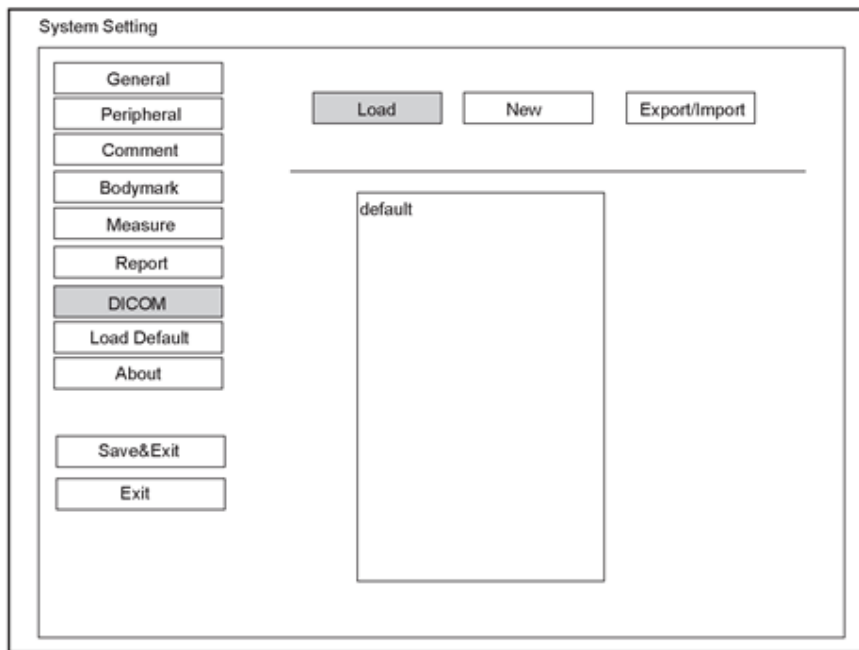 System Setting
General
Peripheral
Comment
Bodymark
Measure
Report
DICOM
Load Default
About
Save&Exit
Exit
Load New Export/Import
default